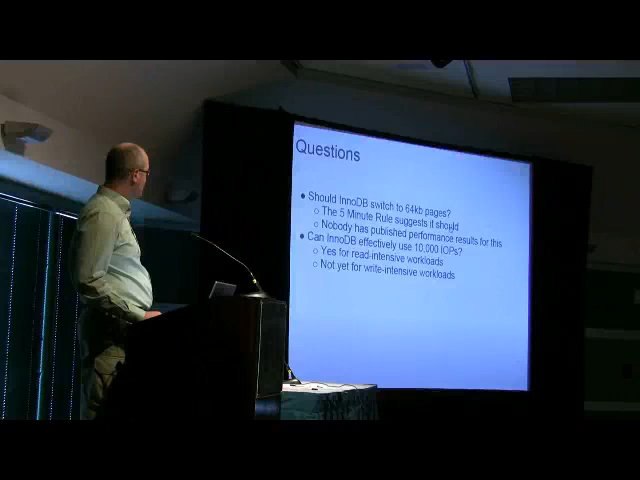 Questions
● Should InnoDB switch to 64kb pages?
○ The 5 Minute Rule suggests it should
○ Nobody has published performance results for this
● Can InnoDB effectively use 10,000 IOPs?
○ Yes for read-intensive workloads
○ Not yet for write-intensive workloads